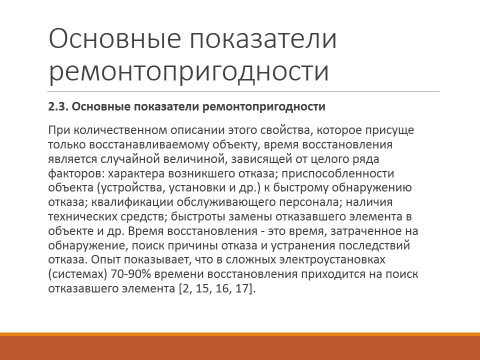 Основные показатели
ремонтопригодности
2.3. Основные показатели ремонтопригодности
При количественном описании этого свойства, которое присуще
только восстанавливаемому объекту, время восстановления
является случайной величиной, зависящей от целого ряда
факторов: характера возникшего отказа; приспособленности
объекта (устройства, установки и др.) к быстрому обнаружению
отказа; квалификации обслуживающего персонала; наличия
технических средств; быстроты замены отказавшего элемента в
объекте и др. Время восстановления - это время, затраченное на
обнаружение, поиск причины отказа и устранения последствий
отказа. Опыт показывает, что в сложных электроустановках
(системах) 70-90% времени восстановления приходится на поиск
отказавшего элемента [2, 15, 16, 17].